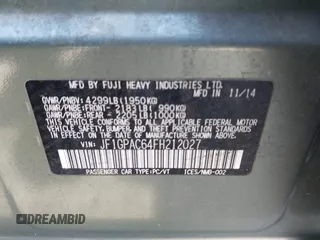 MFD BY FUJI HEAVY INDUSTRIES LTD.
MFD IN 11/14
GVWR/PNBV: 4299LB(1950KG)
GAWR/PNBE:FRONT- 2183LB( 990KG)
GAWR/PNBE:REAR - 2205LB(1000KG)
THIS VEHICLE CONFORMS TO ALL APPLICABLE
FEDERAL MOTOR VEHICLE SAFETY, BUMPER, AND
THEFT PREVENTION STANDARDS IN EFFECT ON
THE DATE OF MANUFACTURE SHOWN ABOVE.
VIN: JF1GPAC64FH212027
TYPE: PASSENGER CAR/PC/VT ICES/NMB-002
DREAMBID